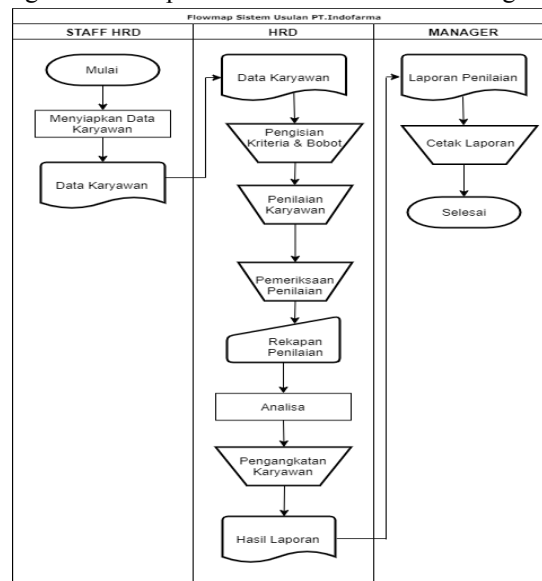 Flowmap Sistem Usulan PT.Indofarma
STAFF HRD
HRD
MANAGER
Mulai
Menyiapkan Data
Karyawan
Data Karyawan
Data Karyawan
Pengisian
Kriteria & Bobot
Penilaian
Karyawan
Pemeriksaan
Penilaian
Rekapan
Penilaian
Analisa
Pengangkatan
Karyawan
Hasil Laporan
Laporan Penilaian
Cetak Laporan
Selesai